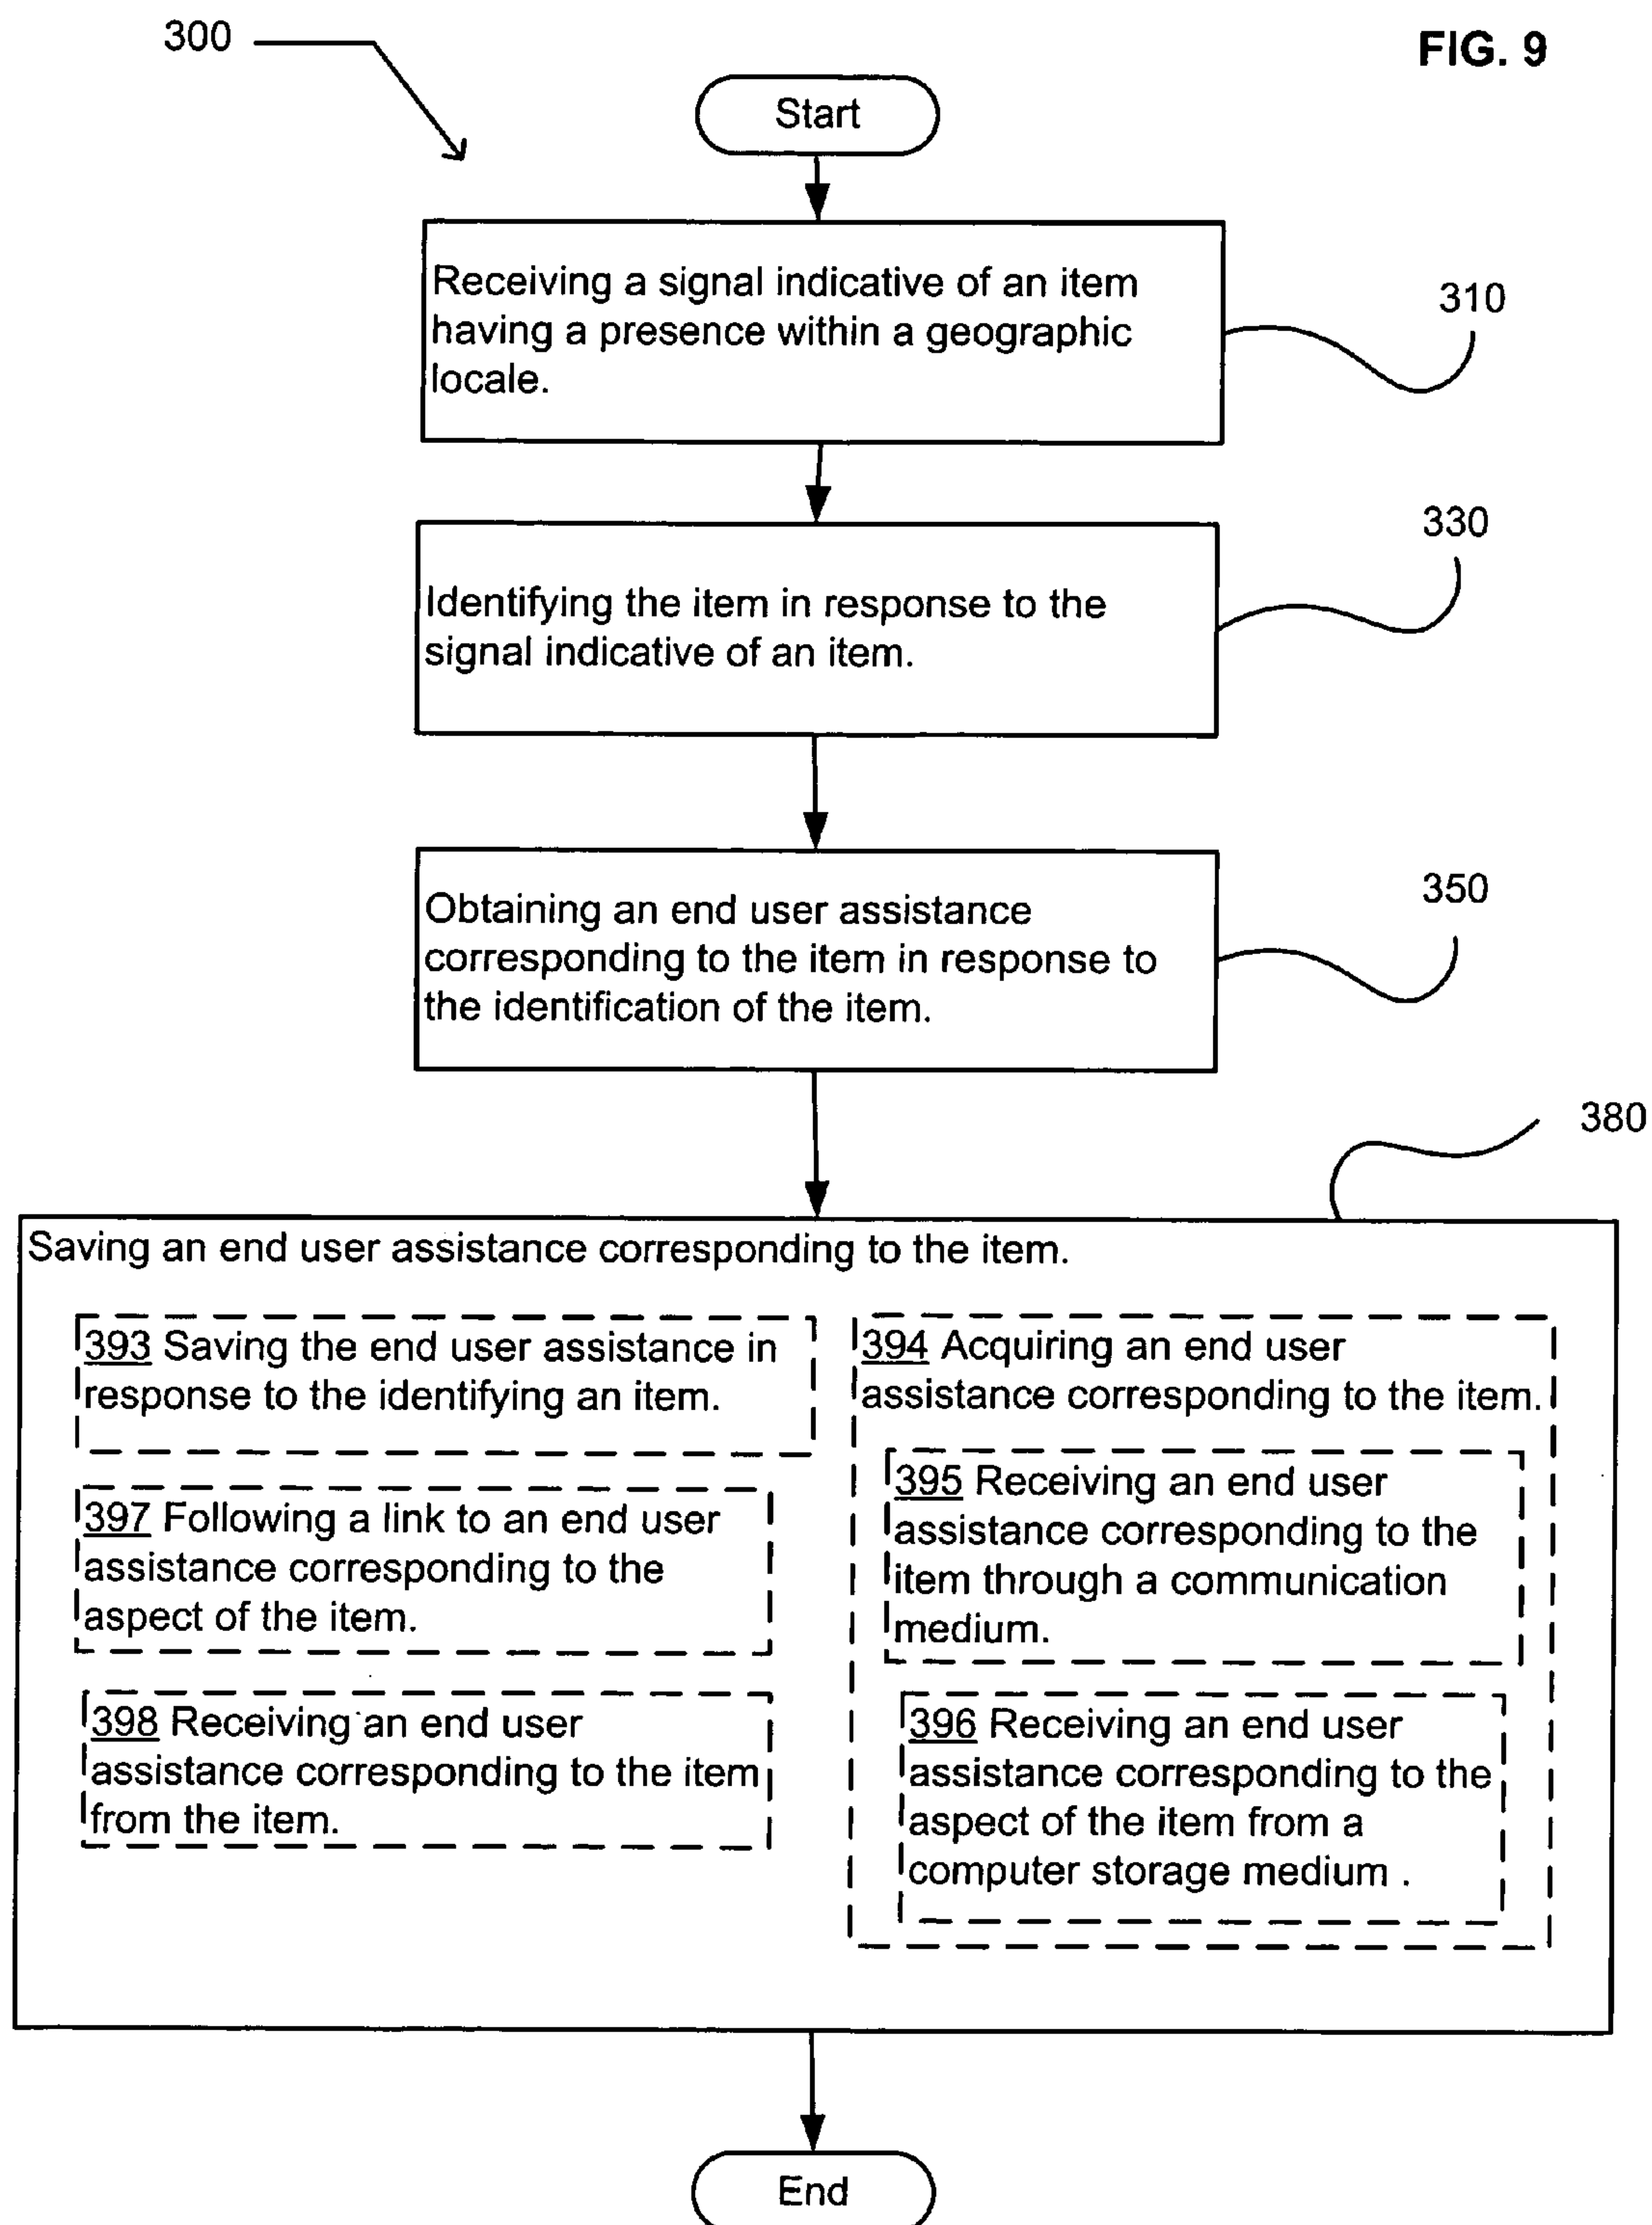 300
FIG. 9
Start
Receiving a signal indicative of an item
having a presence within a geographic
locale.
310
Identifying the item in response to the
signal indicative of an item.
330
Obtaining an end user assistance
corresponding to the item in response to
the identification of the item.
350
380
Saving an end user assistance corresponding to the item.
393 Saving the end user assistance in
response to the identifying an item.
397 Following a link to an end user
assistance corresponding to the
aspect of the item.
398 Receiving an end user
assistance corresponding to the item
from the item.
394 Acquiring an end user
assistance corresponding to the item.
395 Receiving an end user
assistance corresponding to the
item through a communication
medium.
396 Receiving an end user
assistance corresponding to the
aspect of the item from a
computer storage medium .
End